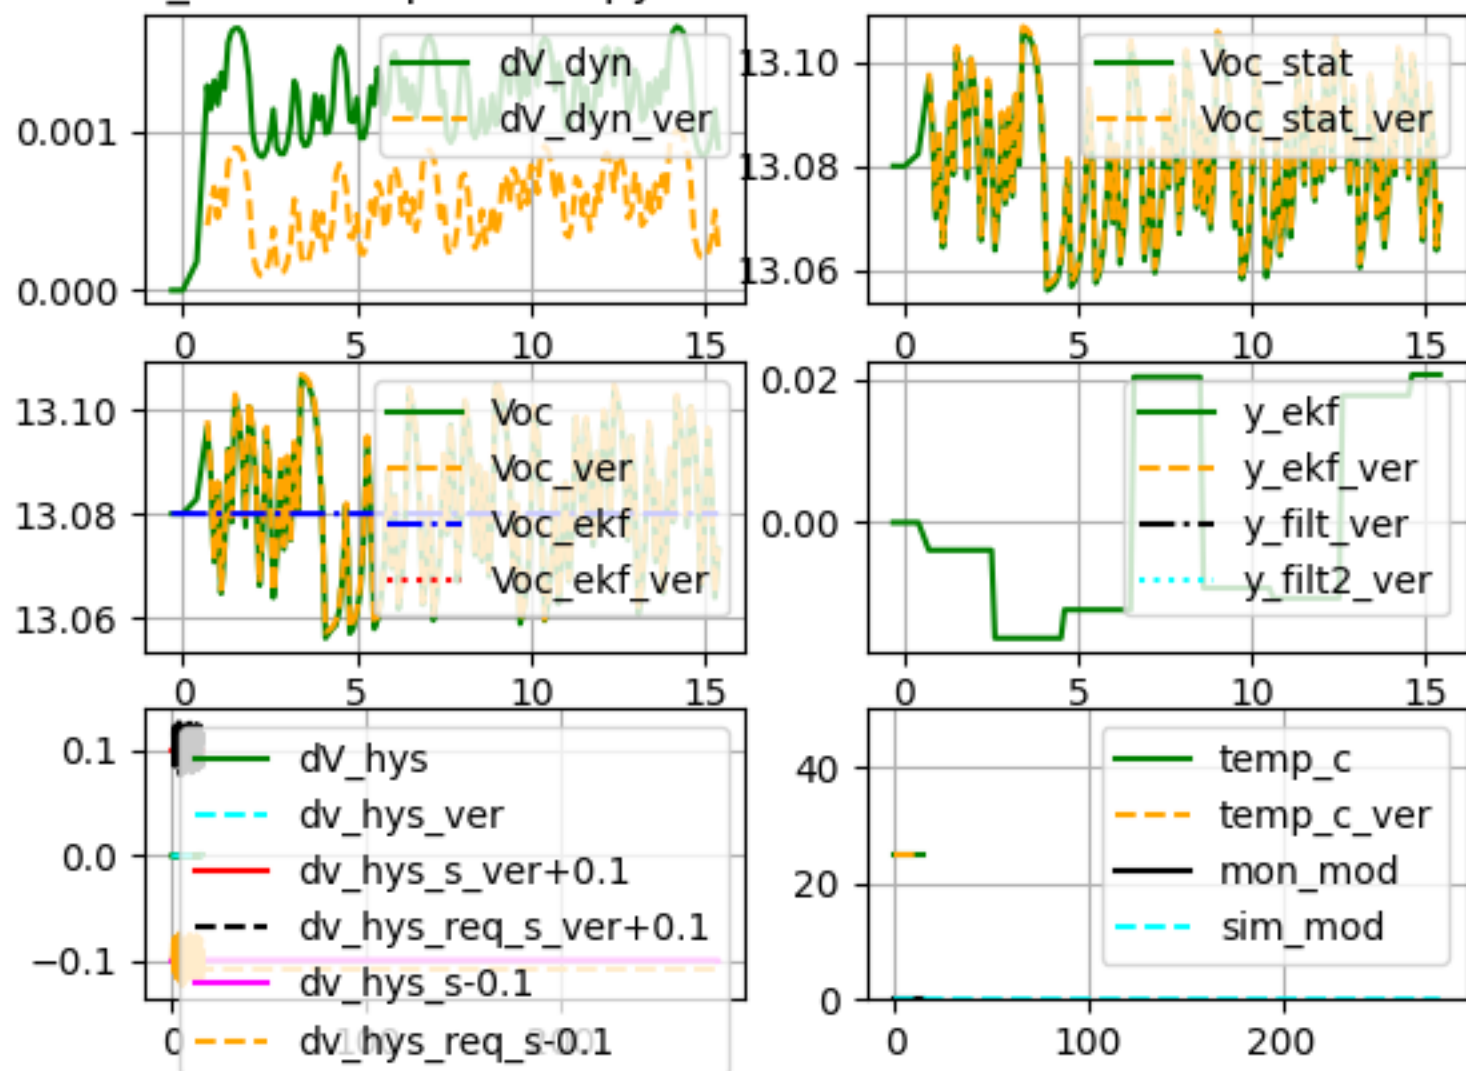 dV_dyn
dV_dyn_ver
0.001
0.000
0 5 10 15
Voc_stat
Voc_stat_ver
13.10
13.08
13.06
0 5 10 15
Voc
Voc_ver
Voc_ekf
Voc_ekf_ver
13.10
13.08
13.06
0 5 10 15
y_ekf
y_ekf_ver
y_filt_ver
y_filt2_ver
0.02
0.00
0 5 10 15
dV_hys
dv_hys_ver
dv_hys_s_ver+0.1
dv_hys_req_s_ver+0.1
dv_hys_s-0.1
dv_hys_req_s-0.1
0.1
0.0
−0.1
0 100 200
temp_c
temp_c_ver
mon_mod
sim_mod
40
20
0
0 100 200